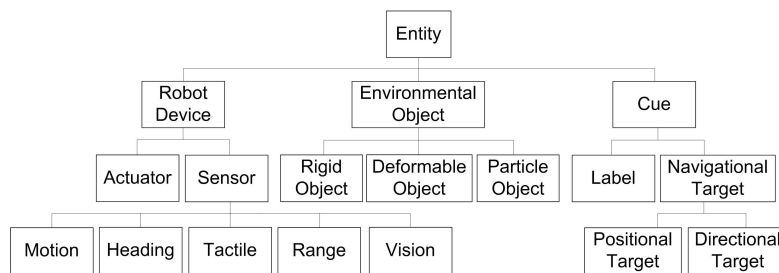 Entity
Robot
Device
Environmental
Object
Cue
Actuator
Sensor
Rigid
Object
Deformable
Object
Particle
Object
Label
Navigational
Target
Motion
Heading
Tactile
Range
Vision
Positional
Target
Directional
Target